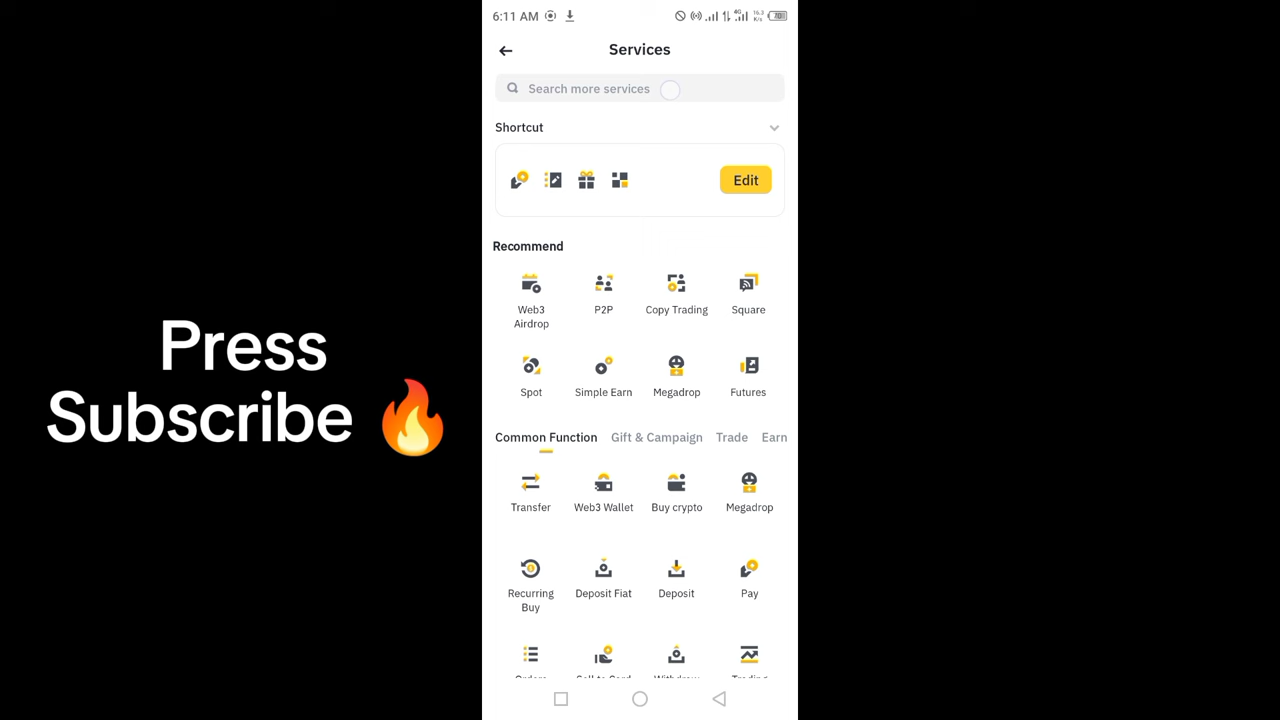 6:11 AM
Services
Search more services
Shortcut
Edit
Recommend
Web3
Airdrop
P2P
Copy Trading
Square
Spot
Simple Earn
Megadrop
Futures
Common Function
Gift & Campaign
Trade
Earn
Transfer
Web3 Wallet
Buy crypto
Megadrop
Recurring
Buy
Deposit Fiat
Deposit
Pay
Press
Subscribe 🔥